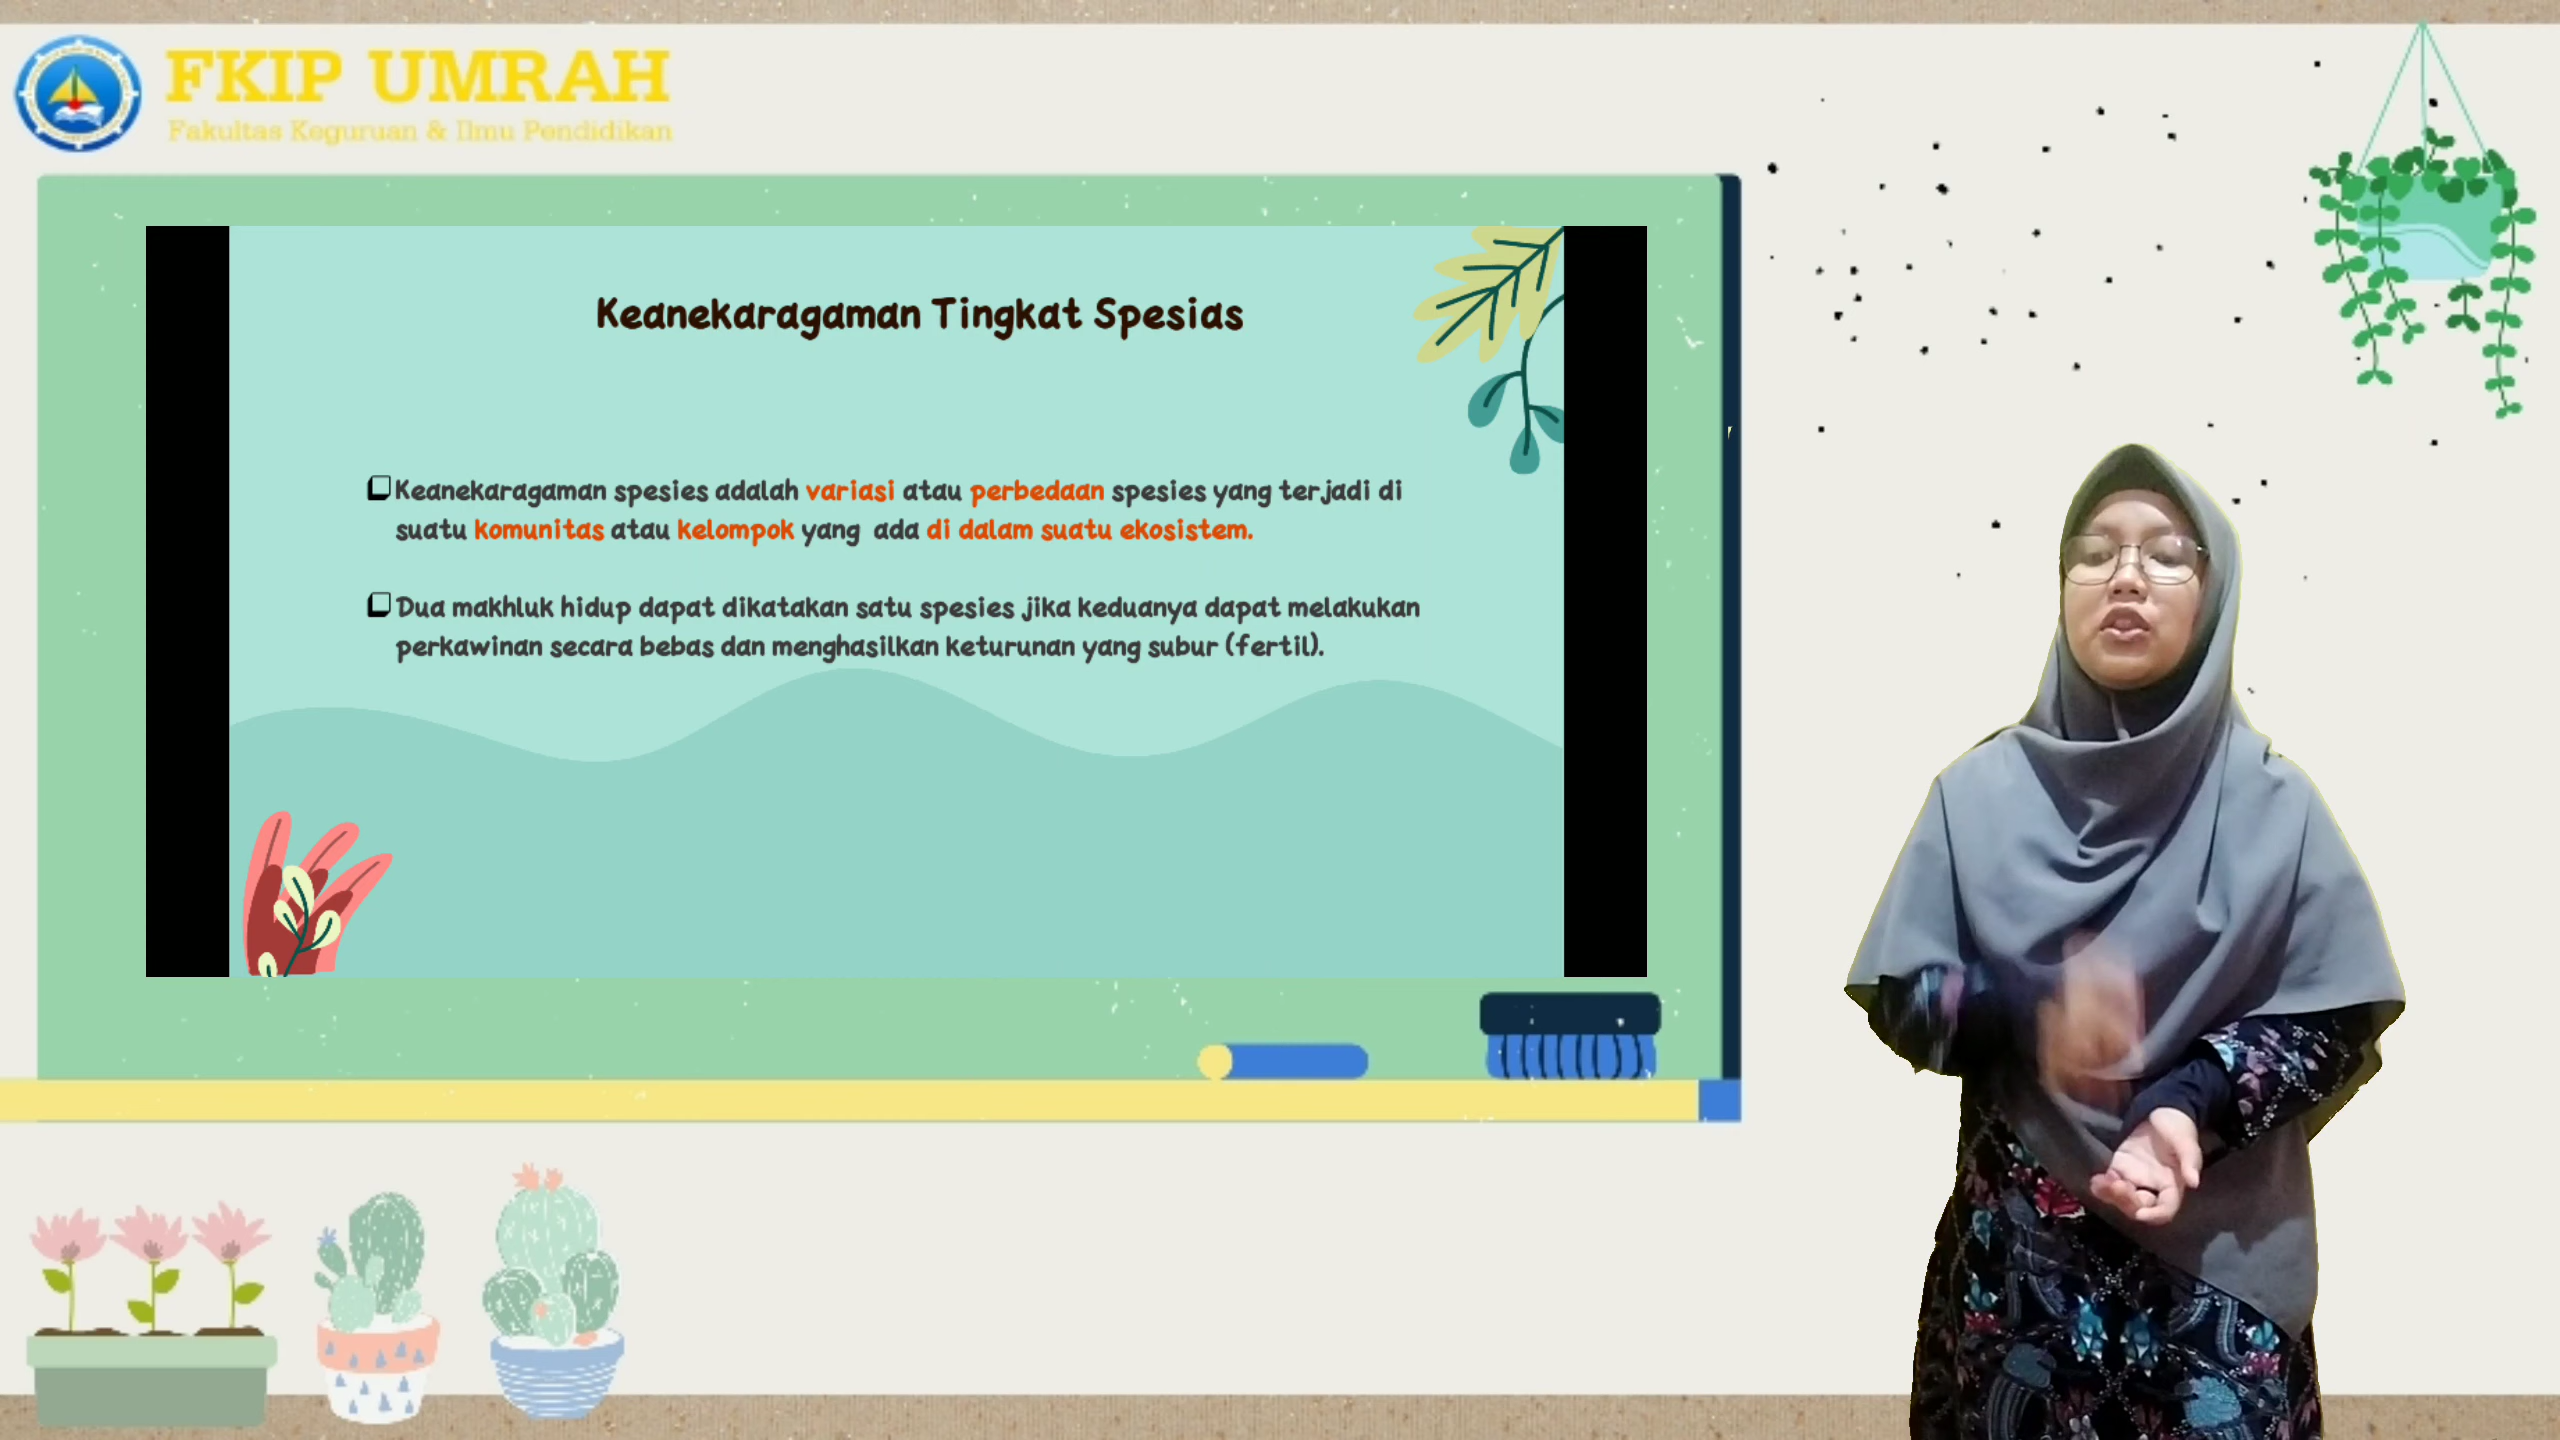 FKIP UMRAH
Fakultas Keguruan & Ilmu Pendidikan
Keanekaragaman Tingkat Spesias
Keanekaragaman spesies adalah variasi atau perbedaan spesies yang terjadi di
suatu komunitas atau kelompok yang ada di dalam suatu ekosistem.
Dua makhluk hidup dapat dikatakan satu spesies jika keduanya dapat melakukan
perkawinan secara bebas dan menghasilkan keturunan yang subur (fertil).